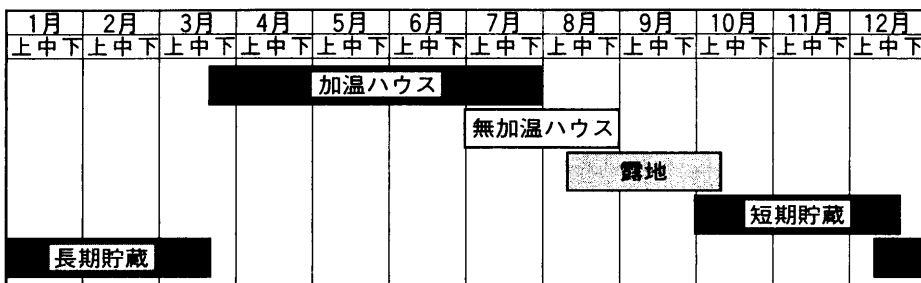 1月 2月 3月 4月 5月 6月 7月 8月 9月 10月 11月 12月
上中下 上中下 上中下 上中下 上中下 上中下 上中下 上中下 上中下 上中下 上中下 上中下
加温ハウス
無加温ハウス
露地
短期貯蔵
長期貯蔵